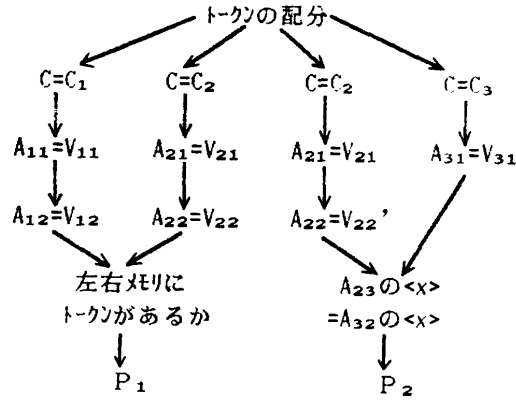 トークンの配分
C=C₁ C=C₂ C=C₂ C=C₃
A₁₁=V₁₁ A₂₁=V₂₁ A₂₁=V₂₁ A₃₁=V₃₁
A₁₂=V₁₂ A₂₂=V₂₂ A₂₂=V₂₂’
左右メモリに A₂₃の<x>
トークンがあるか =A₃₂の<x>
P₁ P₂